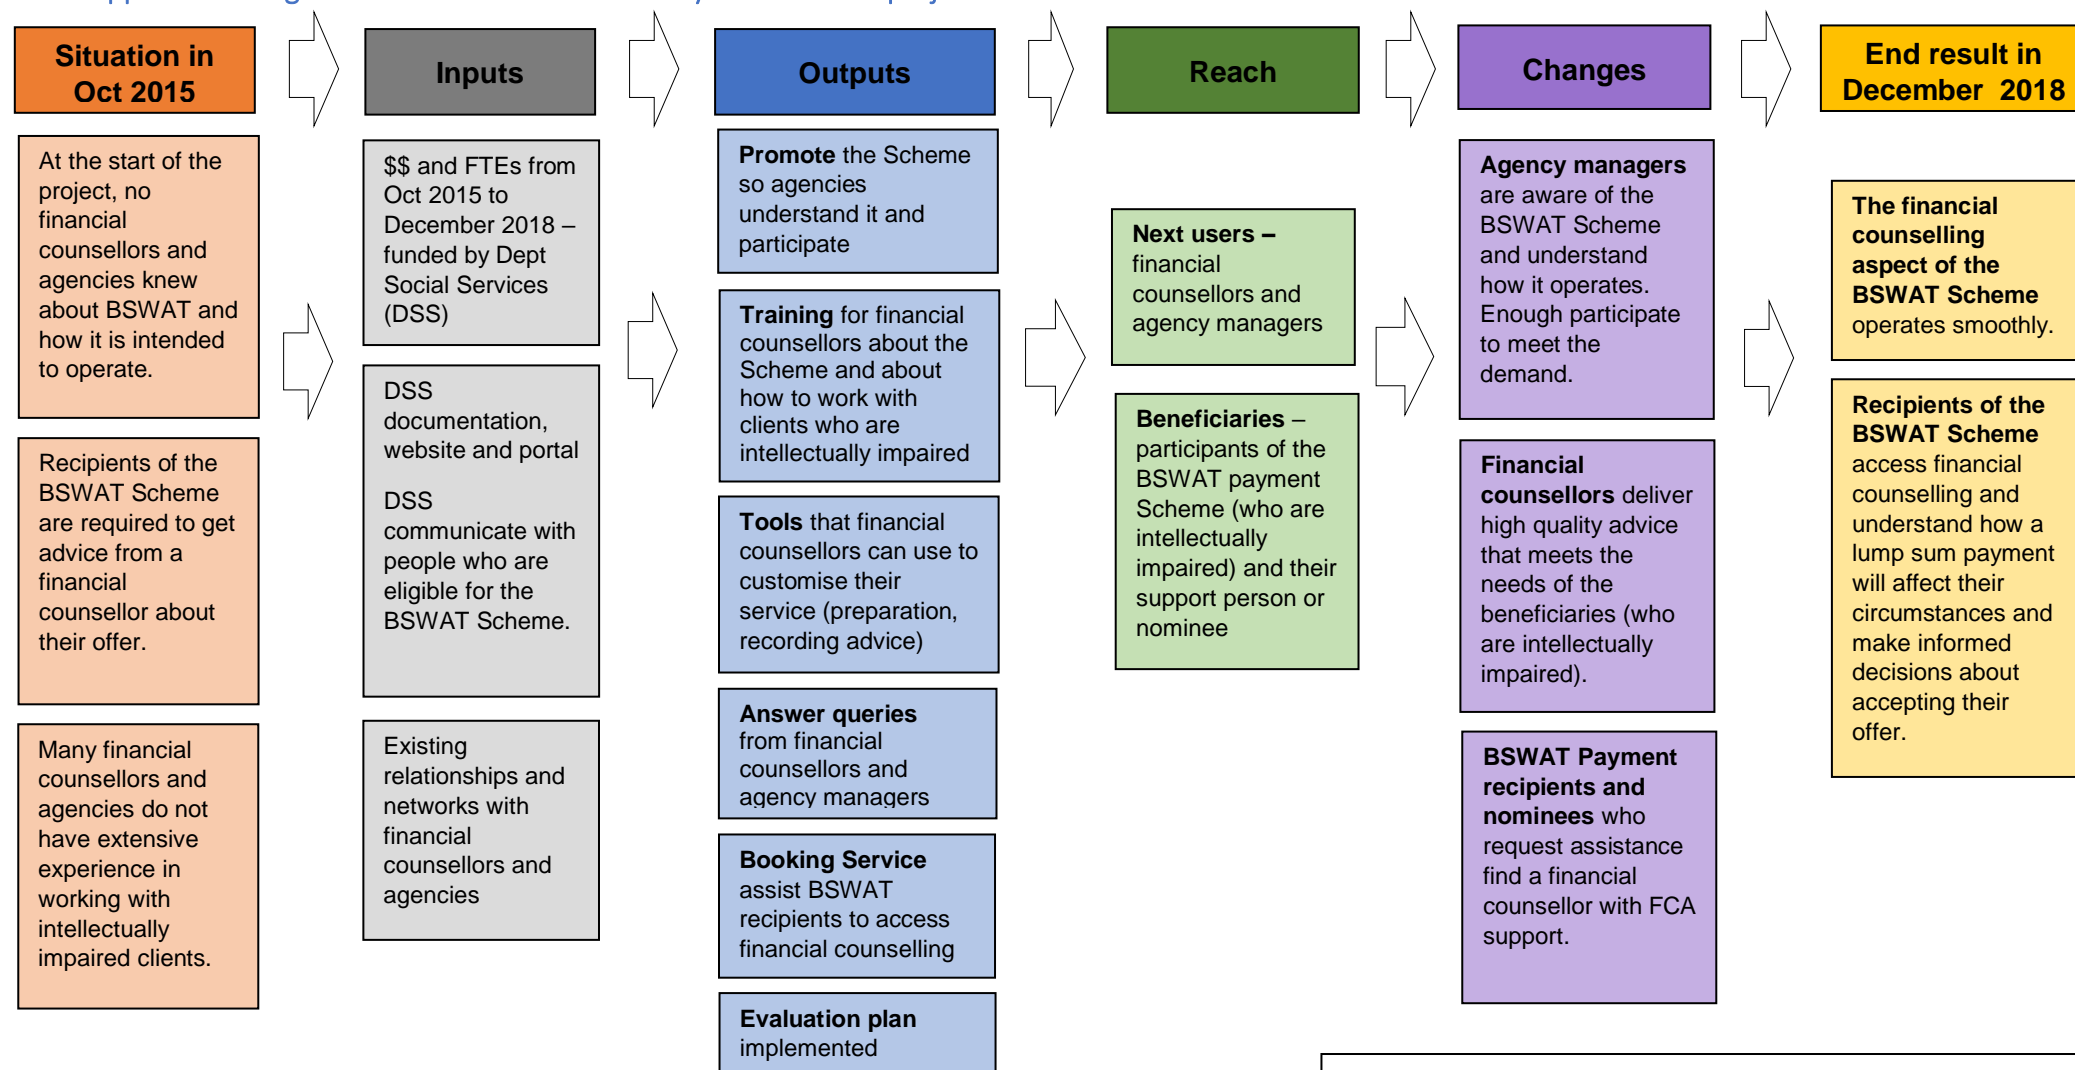 Situation in
Oct 2015
Inputs
Outputs
Reach
Changes
End result in
December 2018
At the start of the
project, no
financial
counsellors and
agencies knew
about BSWAT and
how it is intended
to operate.
Recipients of the
BSWAT Scheme
are required to get
advice from a
financial
counsellor about
their offer.
Many financial
counsellors and
agencies do not
have extensive
experience in
working with
intellectually
impaired clients.
$$ and FTEs from
Oct 2015 to
December 2018 –
funded by Dept
Social Services
(DSS)
DSS
documentation,
website and portal
DSS
communicate with
people who are
eligible for the
BSWAT Scheme.
Existing
relationships and
networks with
financial
counsellors and
agencies
Promote the Scheme
so agencies
understand it and
participate
Training for financial
counsellors about the
Scheme and about
how to work with
clients who are
intellectually impaired
Tools that financial
counsellors can use to
customise their
service (preparation,
recording advice)
Answer queries
from financial
counsellors and
agency managers
Booking Service
assist BSWAT
recipients to access
financial counselling
Evaluation plan
implemented
Next users –
financial
counsellors and
agency managers
Beneficiaries –
participants of the
BSWAT payment
Scheme (who are
intellectually
impaired) and their
support person or
nominee
Agency managers
are aware of the
BSWAT Scheme
and understand
how it operates.
Enough participate
to meet the
demand.
Financial
counsellors deliver
high quality advice
that meets the
needs of the
beneficiaries (who
are intellectually
impaired).
BSWAT Payment
recipients and
nominees who
request assistance
find a financial
counsellor with FCA
support.
The financial
counselling
aspect of the
BSWAT Scheme
operates smoothly.
Recipients of the
BSWAT Scheme
access financial
counselling and
understand how a
lump sum payment
will affect their
circumstances and
make informed
decisions about
accepting their
offer.